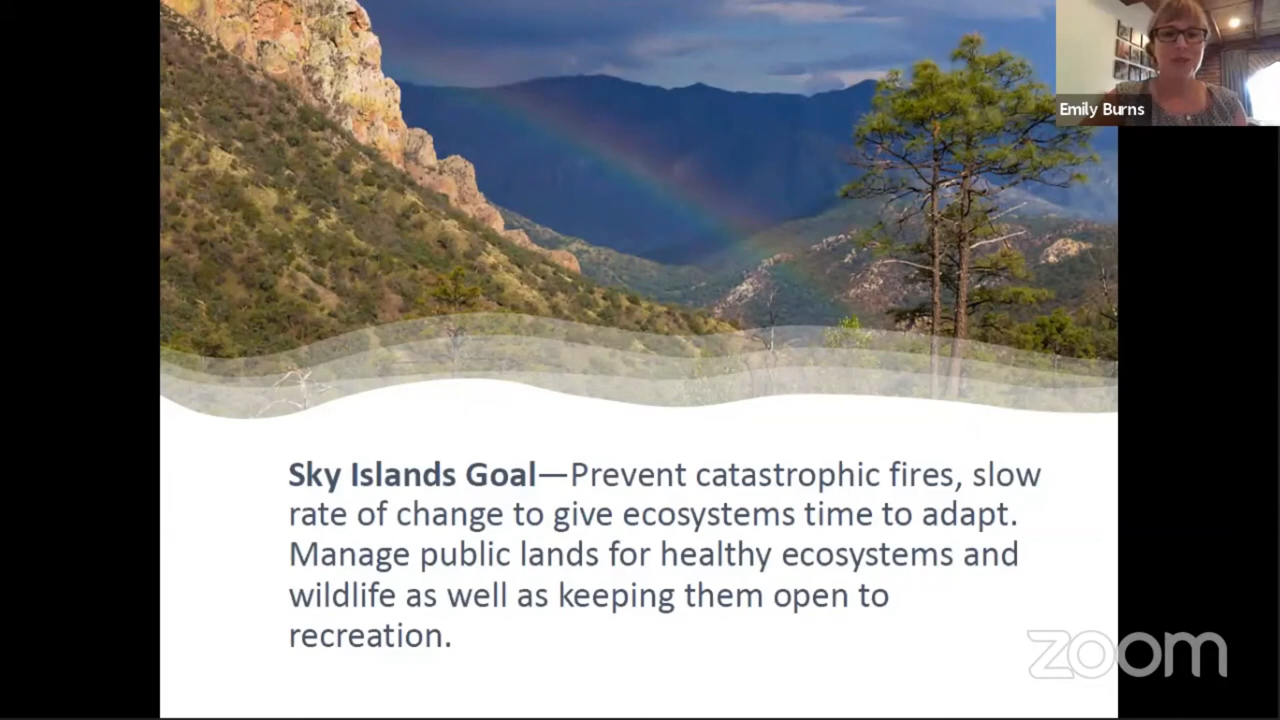 Emily Burns
Sky Islands Goal—Prevent catastrophic fires, slow
rate of change to give ecosystems time to adapt.
Manage public lands for healthy ecosystems and
wildlife as well as keeping them open to
recreation.
zoom